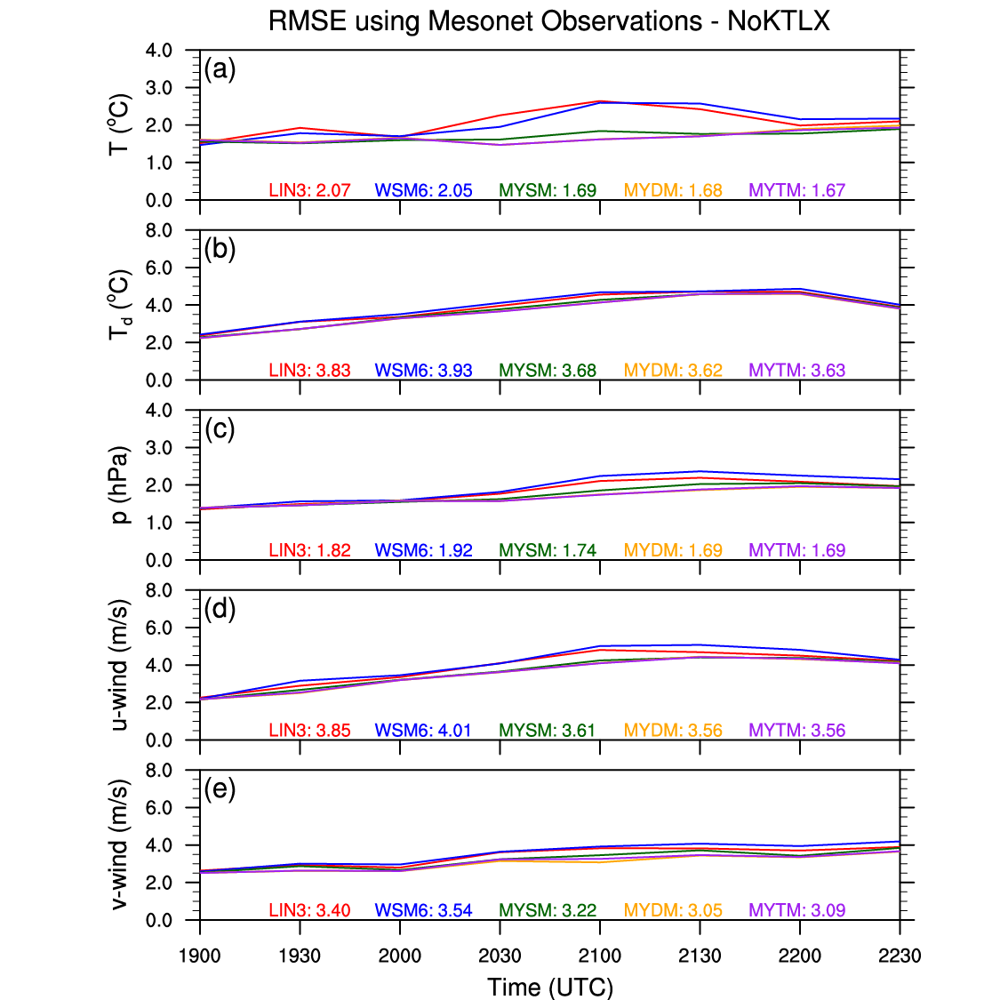 RMSE using Mesonet Observations - NoKTLX
(a)
T (°C)
4.0
3.0
2.0
1.0
0.0
LIN3: 2.07 WSM6: 2.05 MYSM: 1.69 MYDM: 1.68 MYTM: 1.67
(b)
Td (°C)
8.0
6.0
4.0
2.0
0.0
LIN3: 3.83 WSM6: 3.93 MYSM: 3.68 MYDM: 3.62 MYTM: 3.63
(c)
p (hPa)
4.0
3.0
2.0
1.0
0.0
LIN3: 1.82 WSM6: 1.92 MYSM: 1.74 MYDM: 1.69 MYTM: 1.69
(d)
u-wind (m/s)
8.0
6.0
4.0
2.0
0.0
LIN3: 3.85 WSM6: 4.01 MYSM: 3.61 MYDM: 3.56 MYTM: 3.56
(e)
v-wind (m/s)
8.0
6.0
4.0
2.0
0.0
LIN3: 3.40 WSM6: 3.54 MYSM: 3.22 MYDM: 3.05 MYTM: 3.09
1900 1930 2000 2030 2100 2130 2200 2230
Time (UTC)